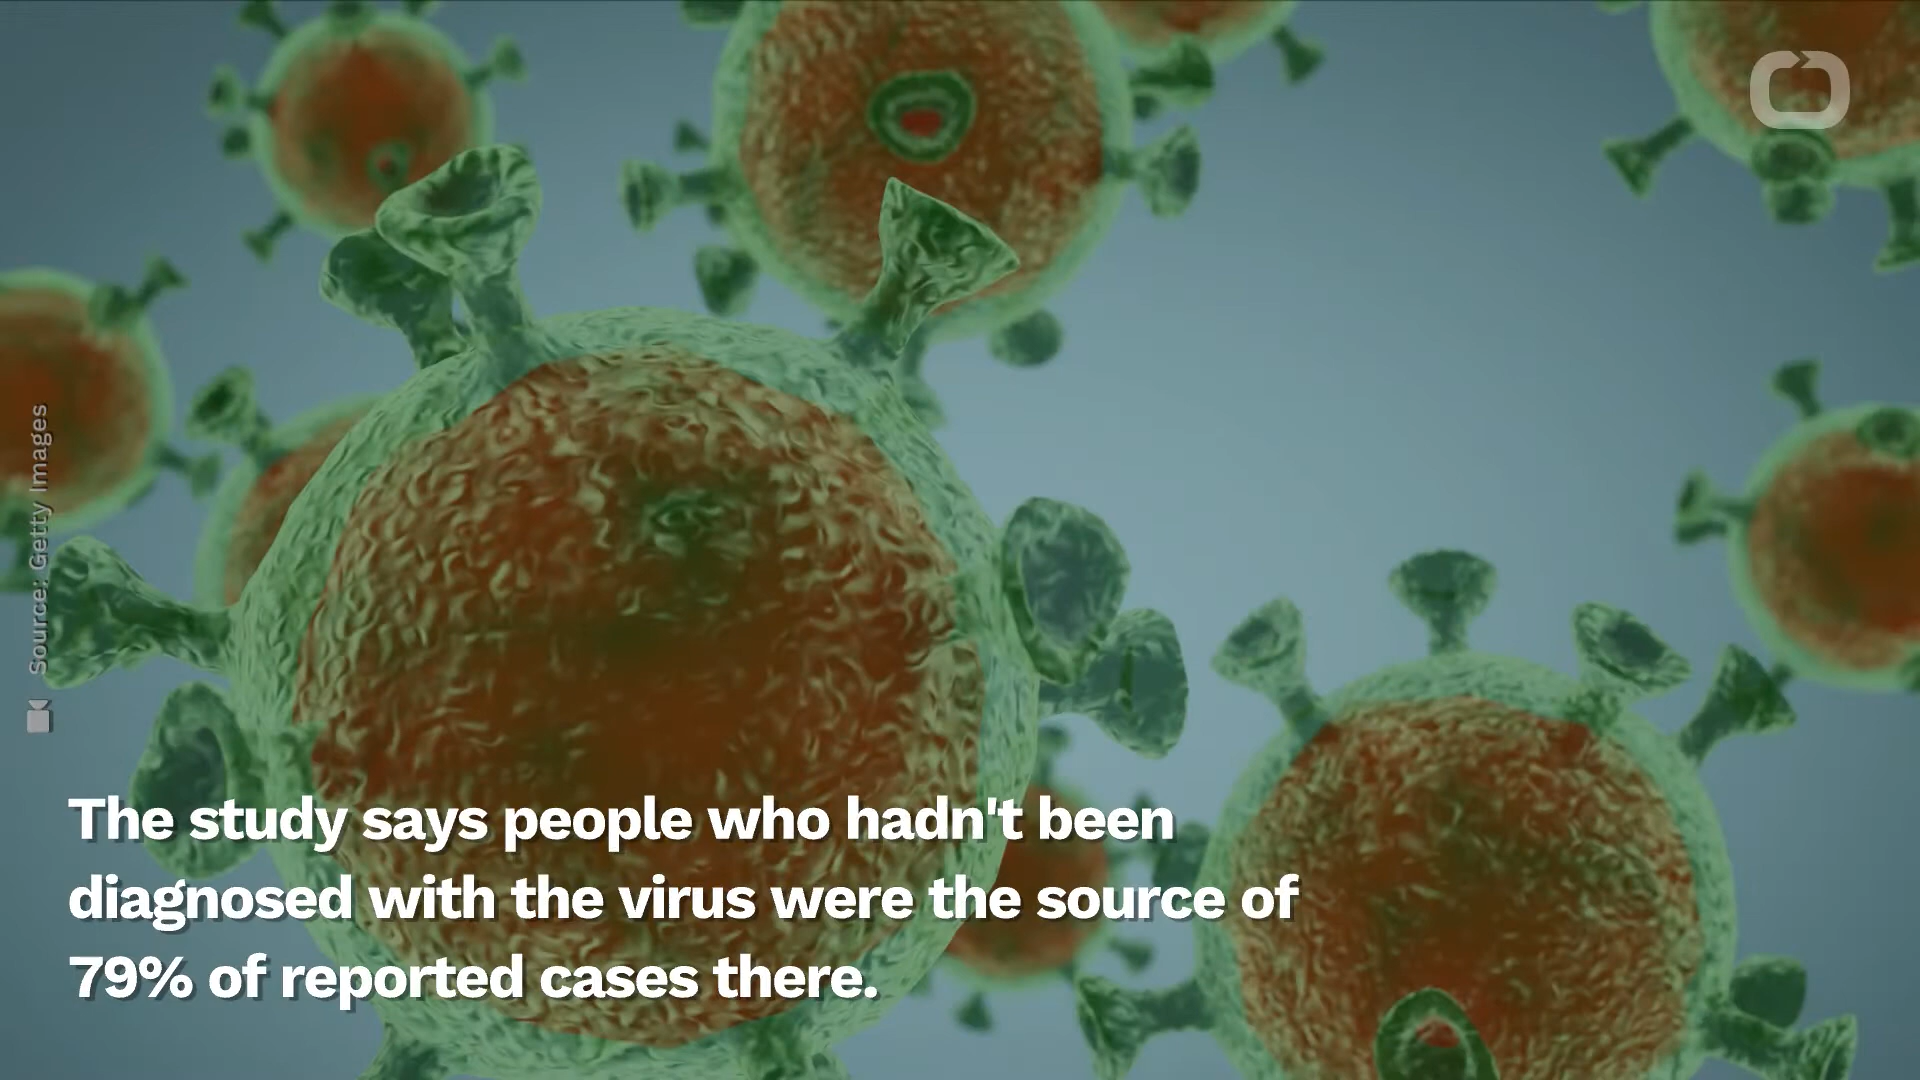 Source: Getty Images
The study says people who hadn't been
diagnosed with the virus were the source of
79% of reported cases there.